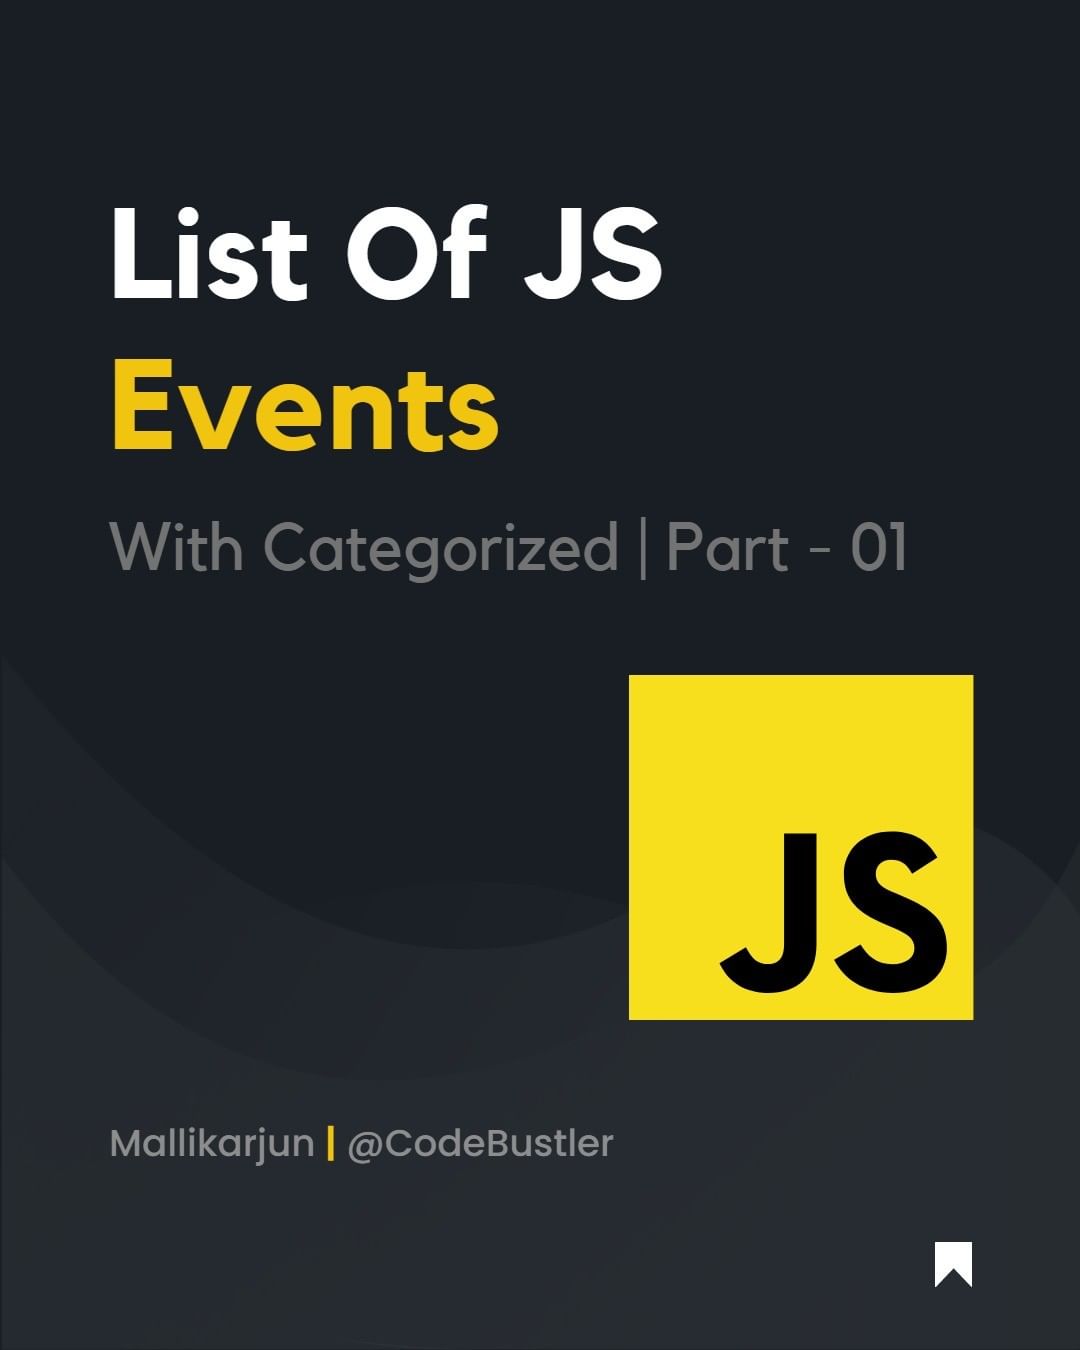 List Of JS
Events
With Categorized | Part - 01
JS
Mallikarjun | @CodeBustler